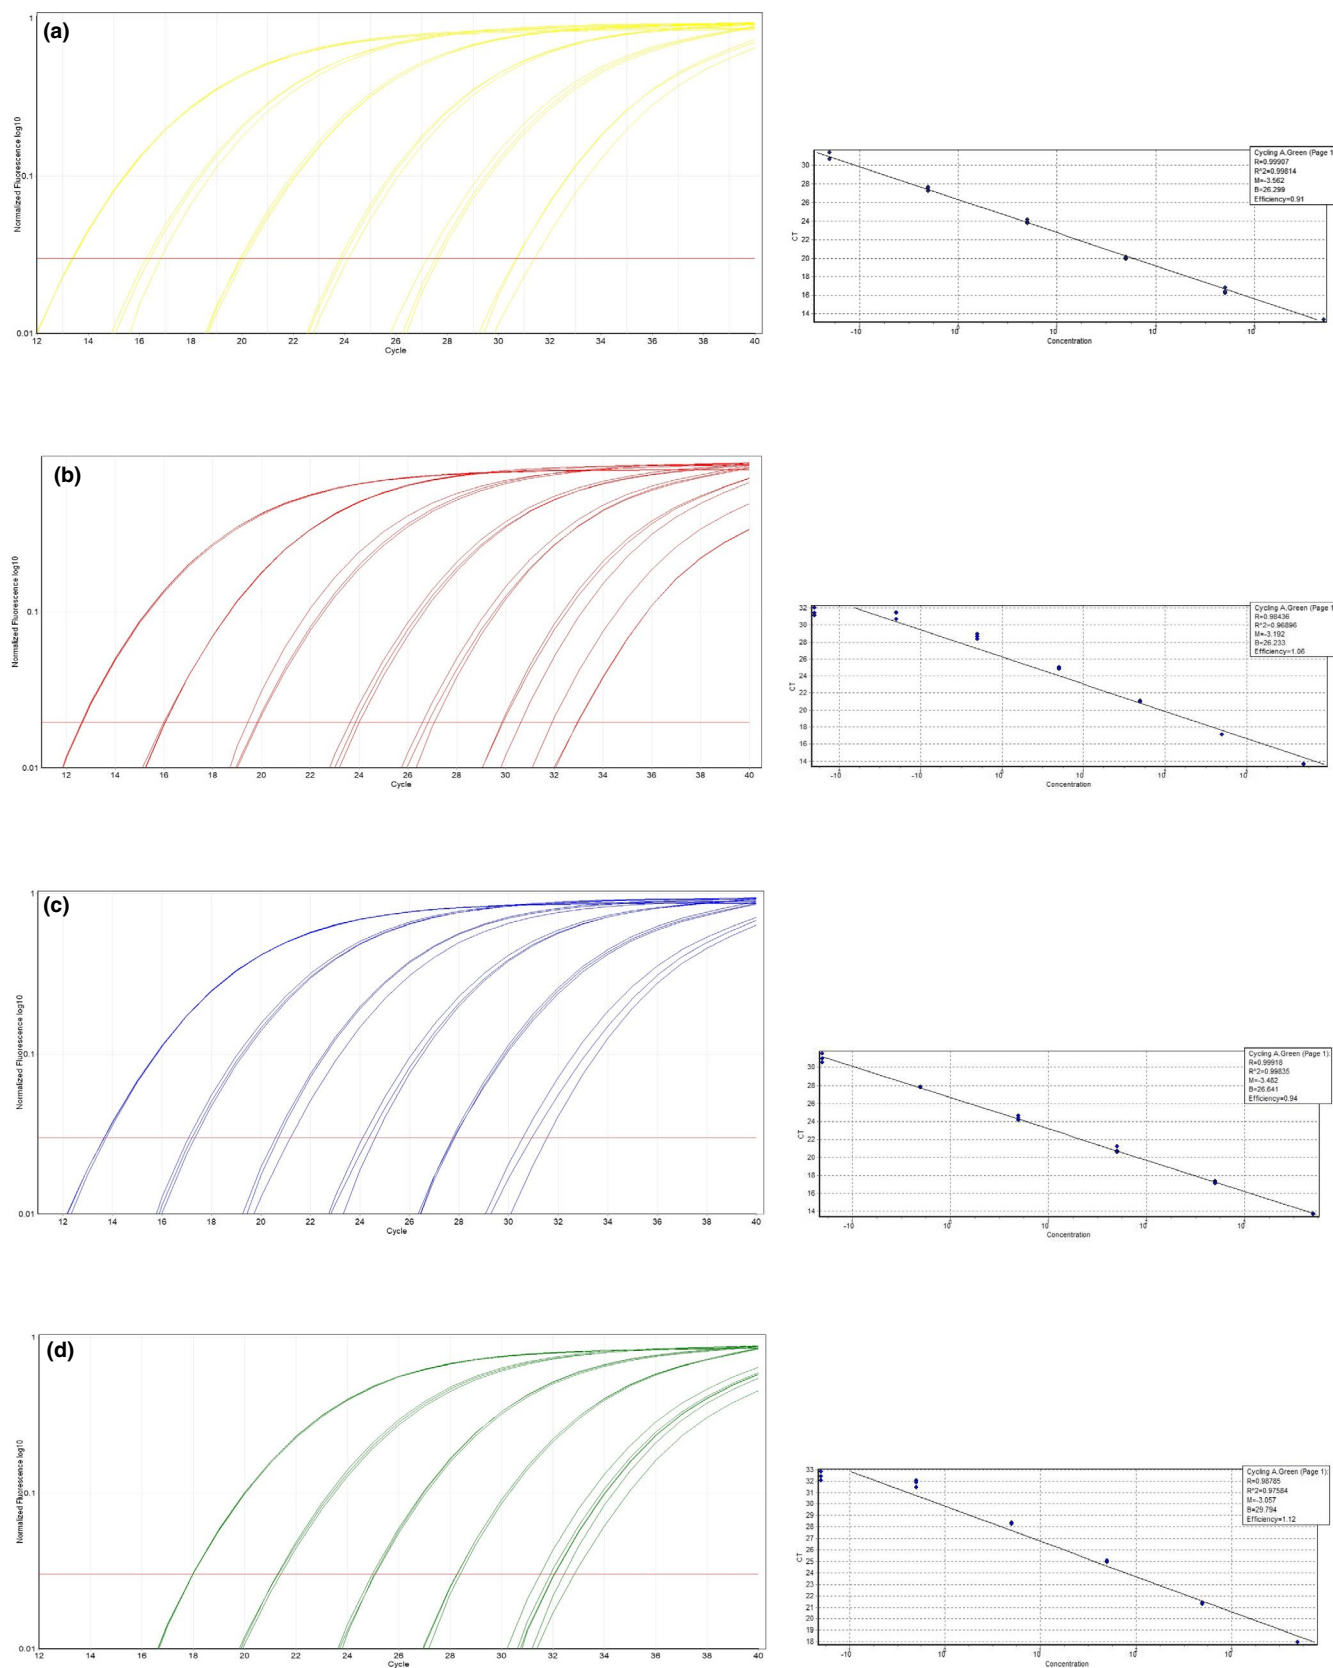 (a)
Normalized Fluorescence log10
1
0.1
0.01
12 14 16 18 20 22 24 26 28 30 32 34 36 38 40
Cycle
CT
30
28
26
24
22
20
18
16
14
Cycling A.Green (Page 1
R=0.99907
R^2=0.99814
M=-3.562
B=26.299
Efficiency=0.91
Concentration
(b)
Normalized Fluorescence log10
0.1
0.01
12 14 16 18 20 22 24 26 28 30 32 34 36 38 40
Cycle
CT
32
30
28
26
24
22
20
18
16
14
Cycling A.Green (Page 1
R=0.98436
R^2=0.96896
M=-3.192
B=26.233
Efficiency=1.06
Concentration
(c)
Normalized Fluorescence log10
1
0.1
0.01
12 14 16 18 20 22 24 26 28 30 32 34 36 38 40
Cycle
CT
30
28
26
24
22
20
18
16
14
Cycling A.Green (Page 1):
R=0.99918
R^2=0.99835
M=-3.482
B=26.641
Efficiency=0.94
Concentration
(d)
Normalized Fluorescence log10
1
0.1
0.01
12 14 16 18 20 22 24 26 28 30 32 34 36 38 40
Cycle
CT
33
32
31
30
29
28
27
26
25
24
23
22
21
20
19
18
Cycling A.Green (Page 1):
R=0.98785
R^2=0.97584
M=-3.057
B=29.794
Efficiency=1.12
Concentration